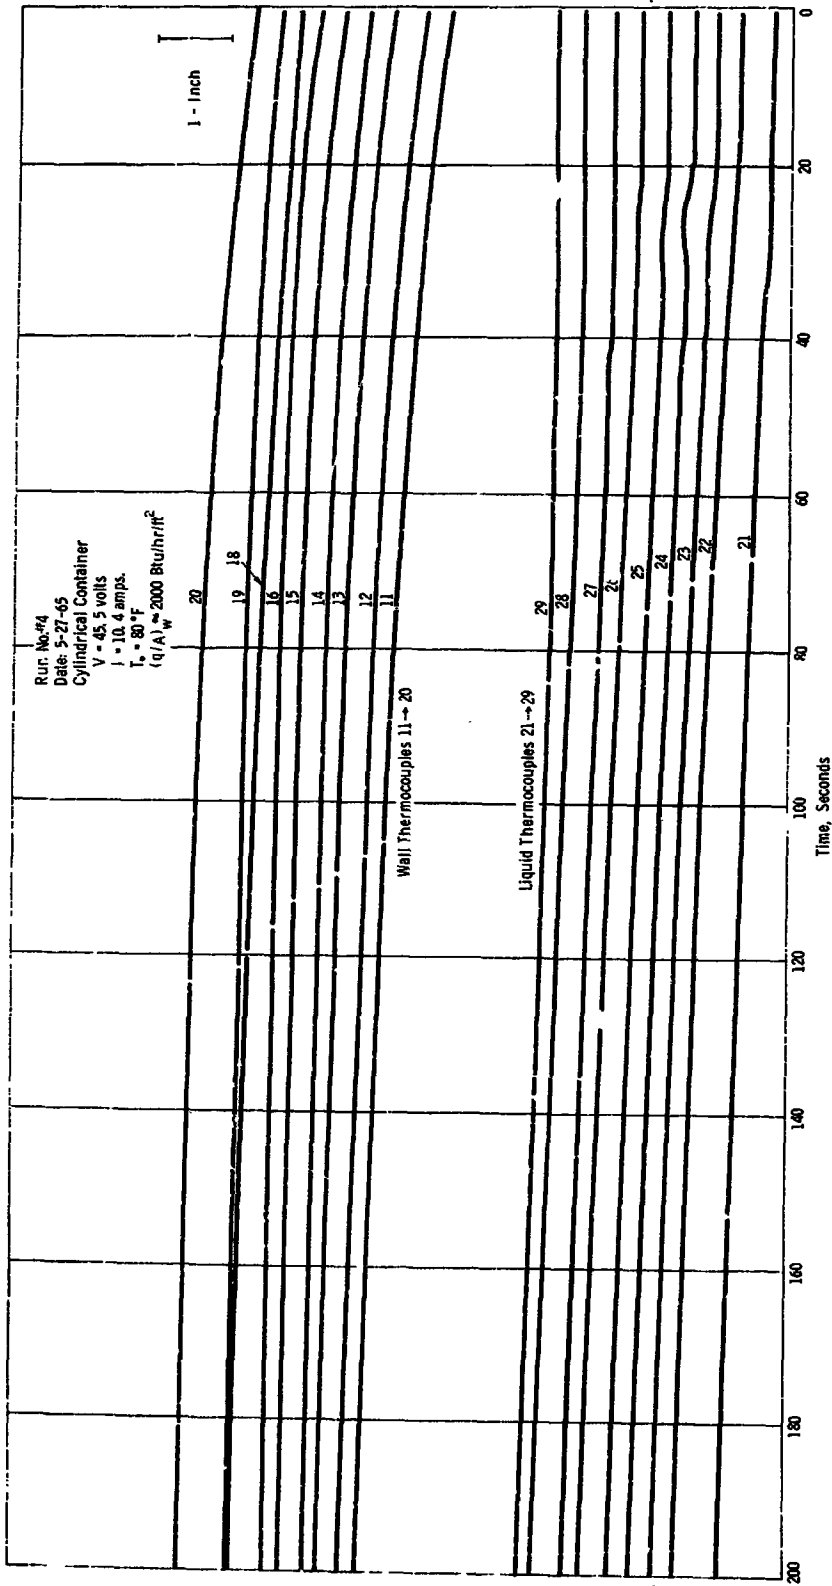 Run No. #4
Date: 5-27-65
Cylindrical Container
V = 45.5 volts
I = 10.4 amps.
T. = 80 °F
(q/A)w ≈ 2000 Btu/hr/ft²
1 - Inch
20
19
18
16
15
14
13
12
11
Wall Thermocouples 11→20
Liquid Thermocouples 21→29
29
28
27
25
24
23
22
21
200
180
160
140
120
100
80
60
40
20
0
Time, Seconds